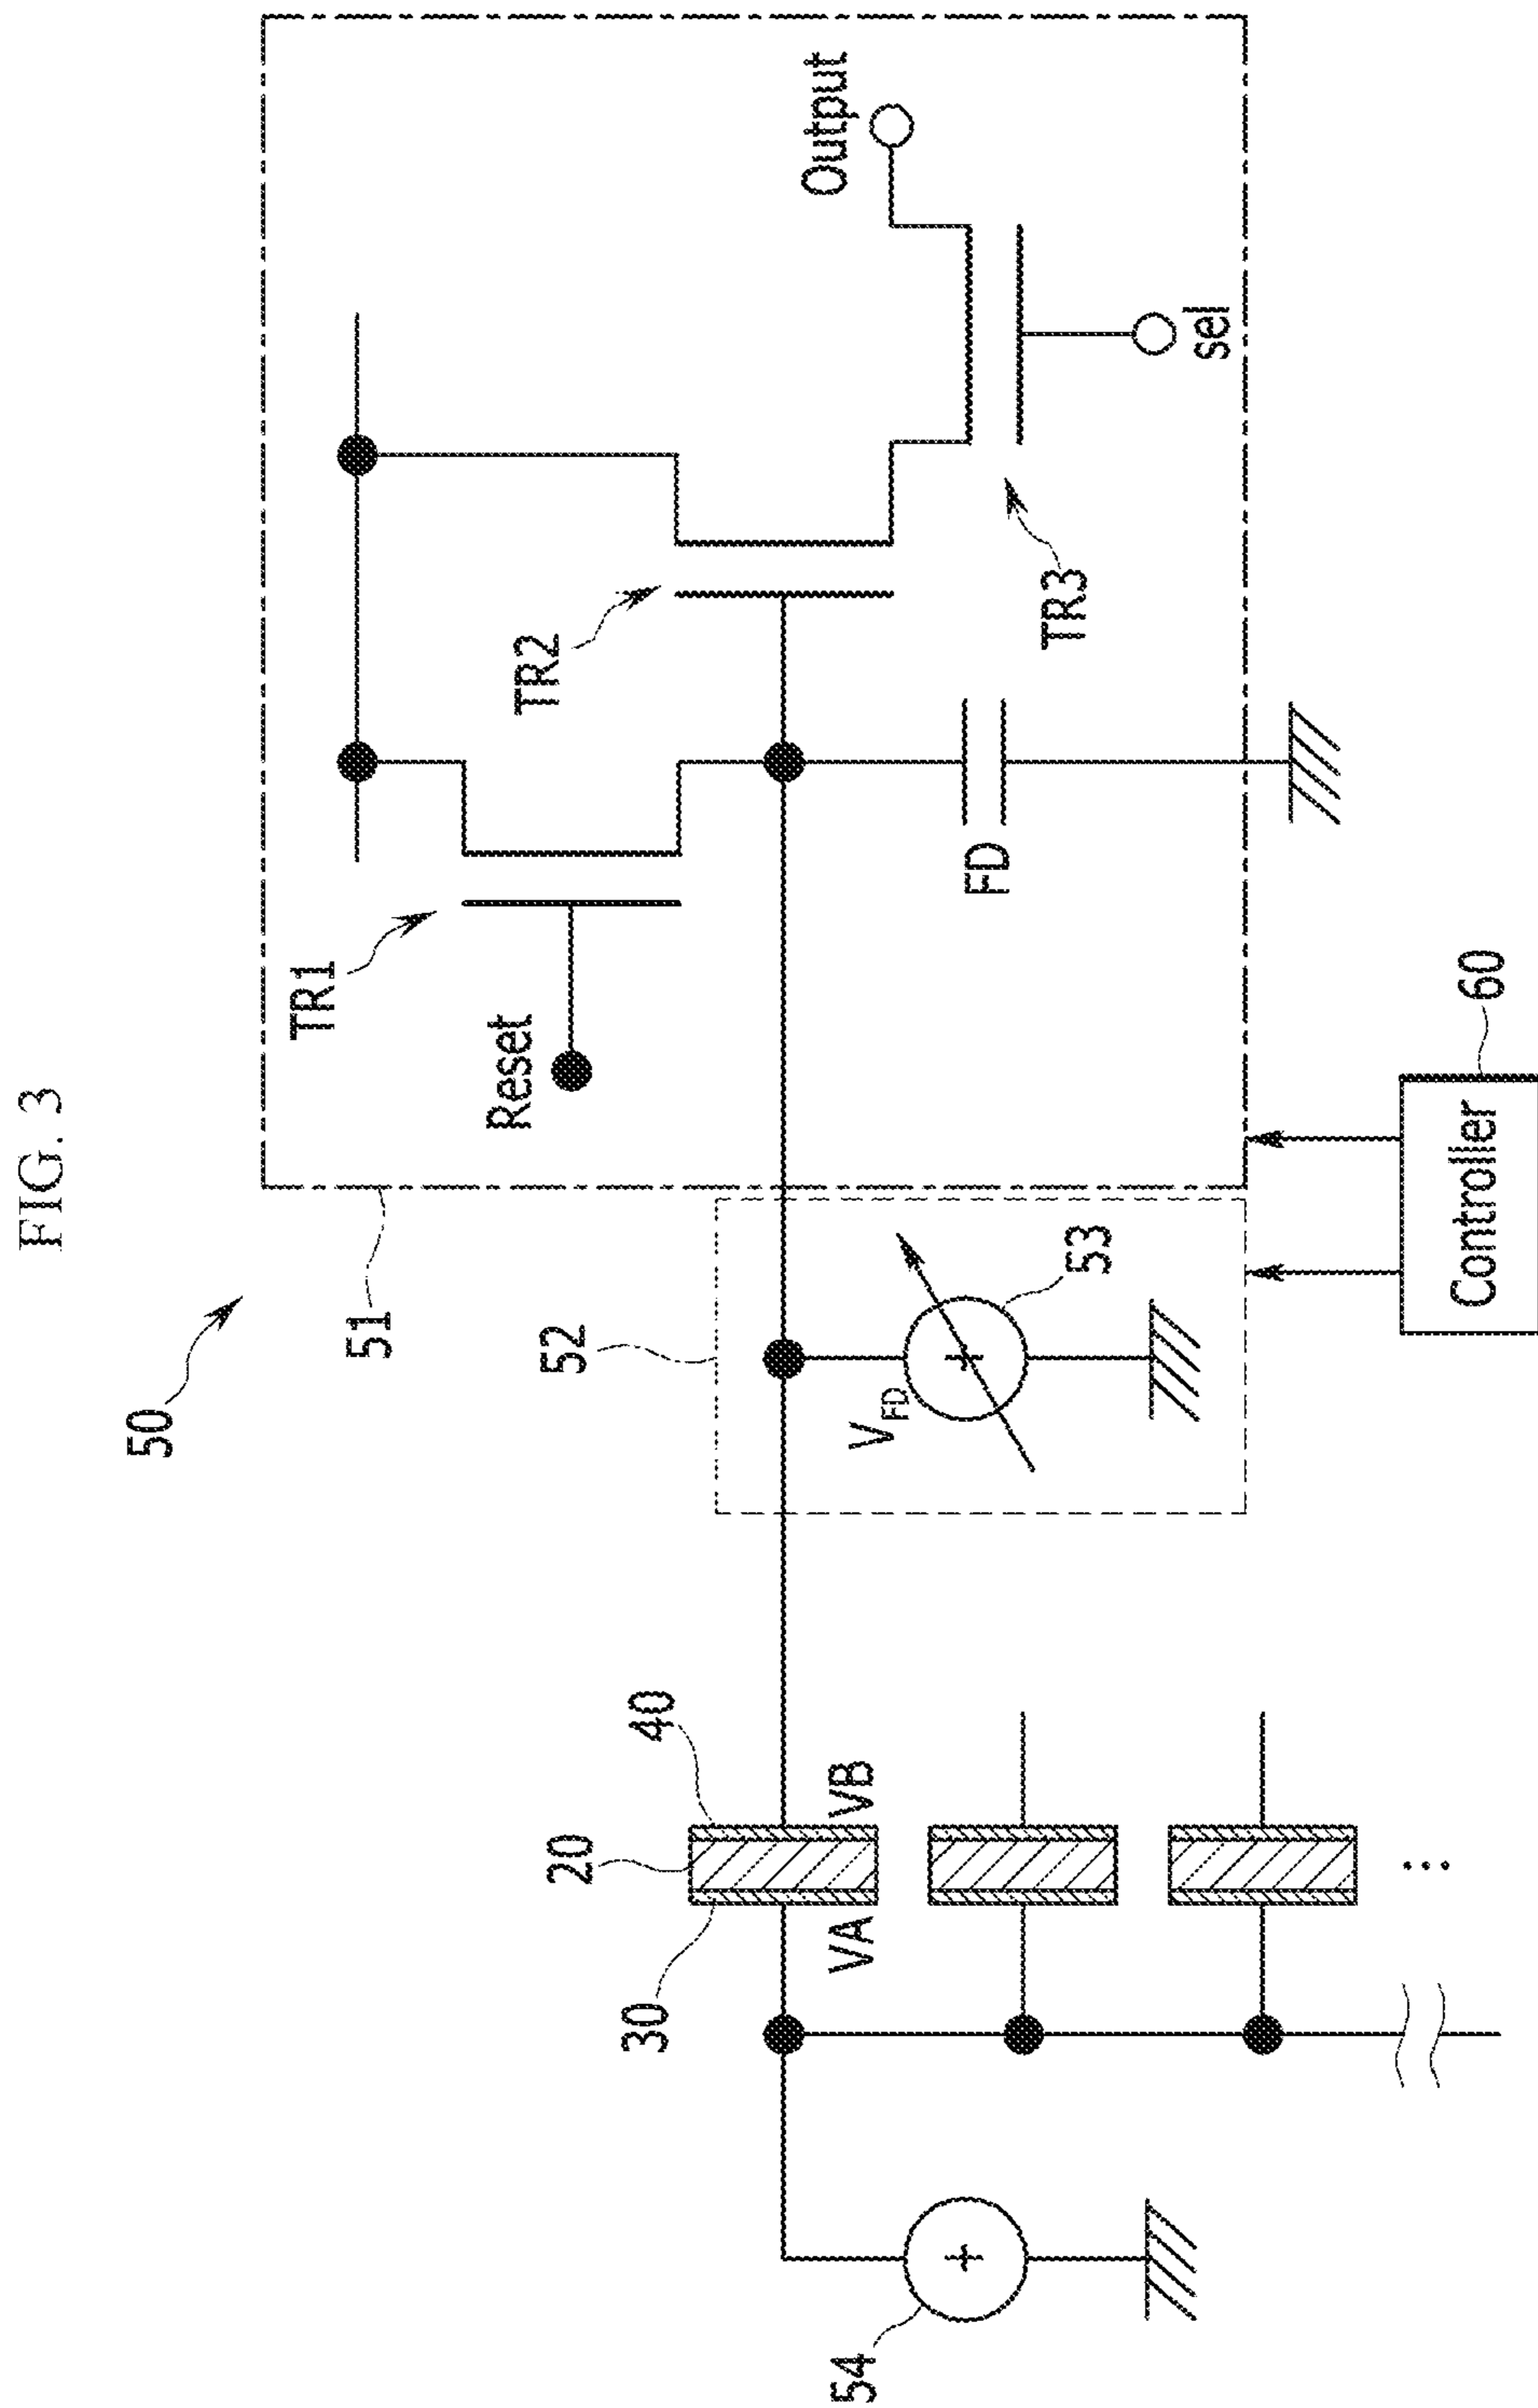 FIG. 3
50
51
TR1
Reset
TR2
Output
sel
TR3
FD
52
V_FD
53
Controller
60
40
20
30
VB
VA
54